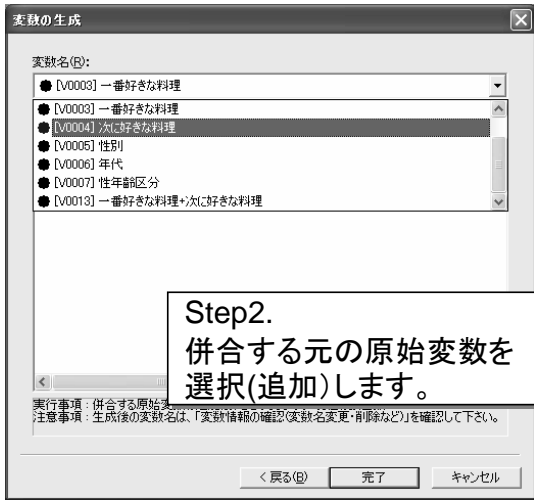 変数の生成
変数名(R):
[V0003] 一番好きな料理
[V0003] 一番好きな料理
[V0004] 次に好きな料理
[V0005] 性別
[V0006] 年代
[V0007] 性年齢区分
[V0013] 一番好きな料理+次に好きな料理
Step2.
併合する元の原始変数を
選択(追加)します。
実行事項：併合する原始変
注意事項：生成後の変数名は、「変数情報の確認(変数名変更・削除など)」を確認して下さい。
< 戻る(B)
完了
キャンセル